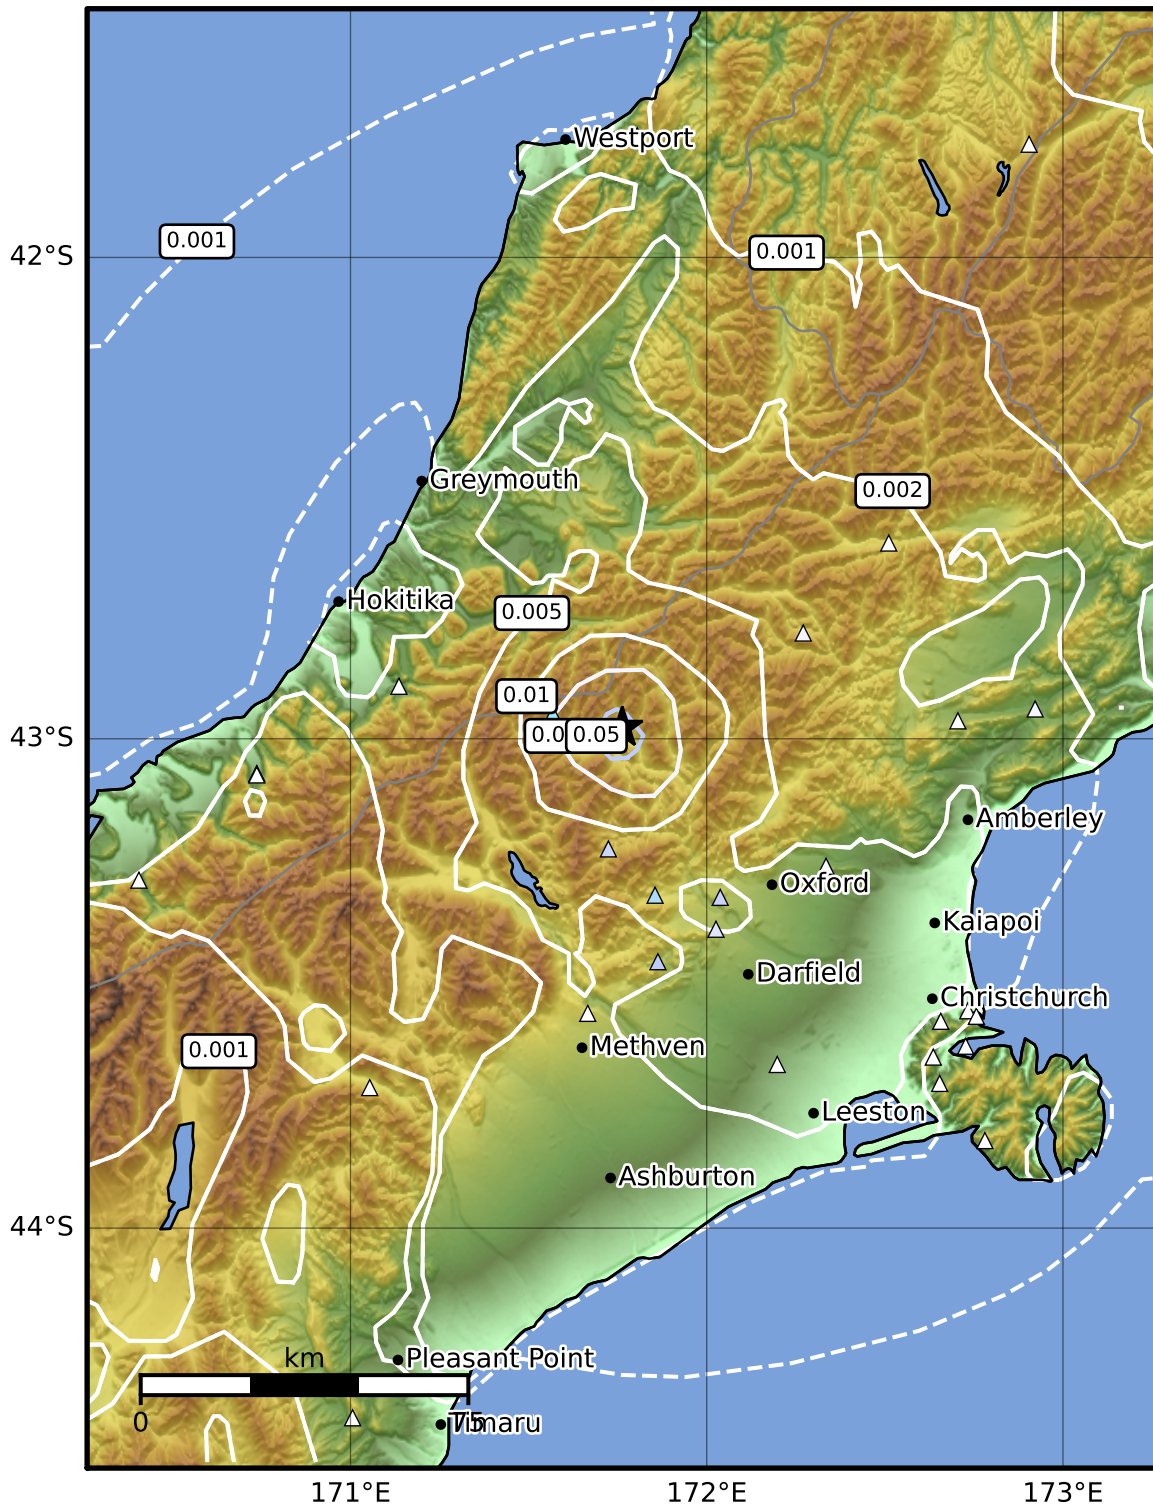 Westport
0.001
0.001
42°S
Greymouth
0.002
Hokitika
0.005
0.01
0.05
43°S
Amberley
Oxford
Kaiapoi
Darfield
Christchurch
Methven
0.001
Leeston
Ashburton
44°S
km
Pleasant Point
0
Timaru
171°E
172°E
173°E